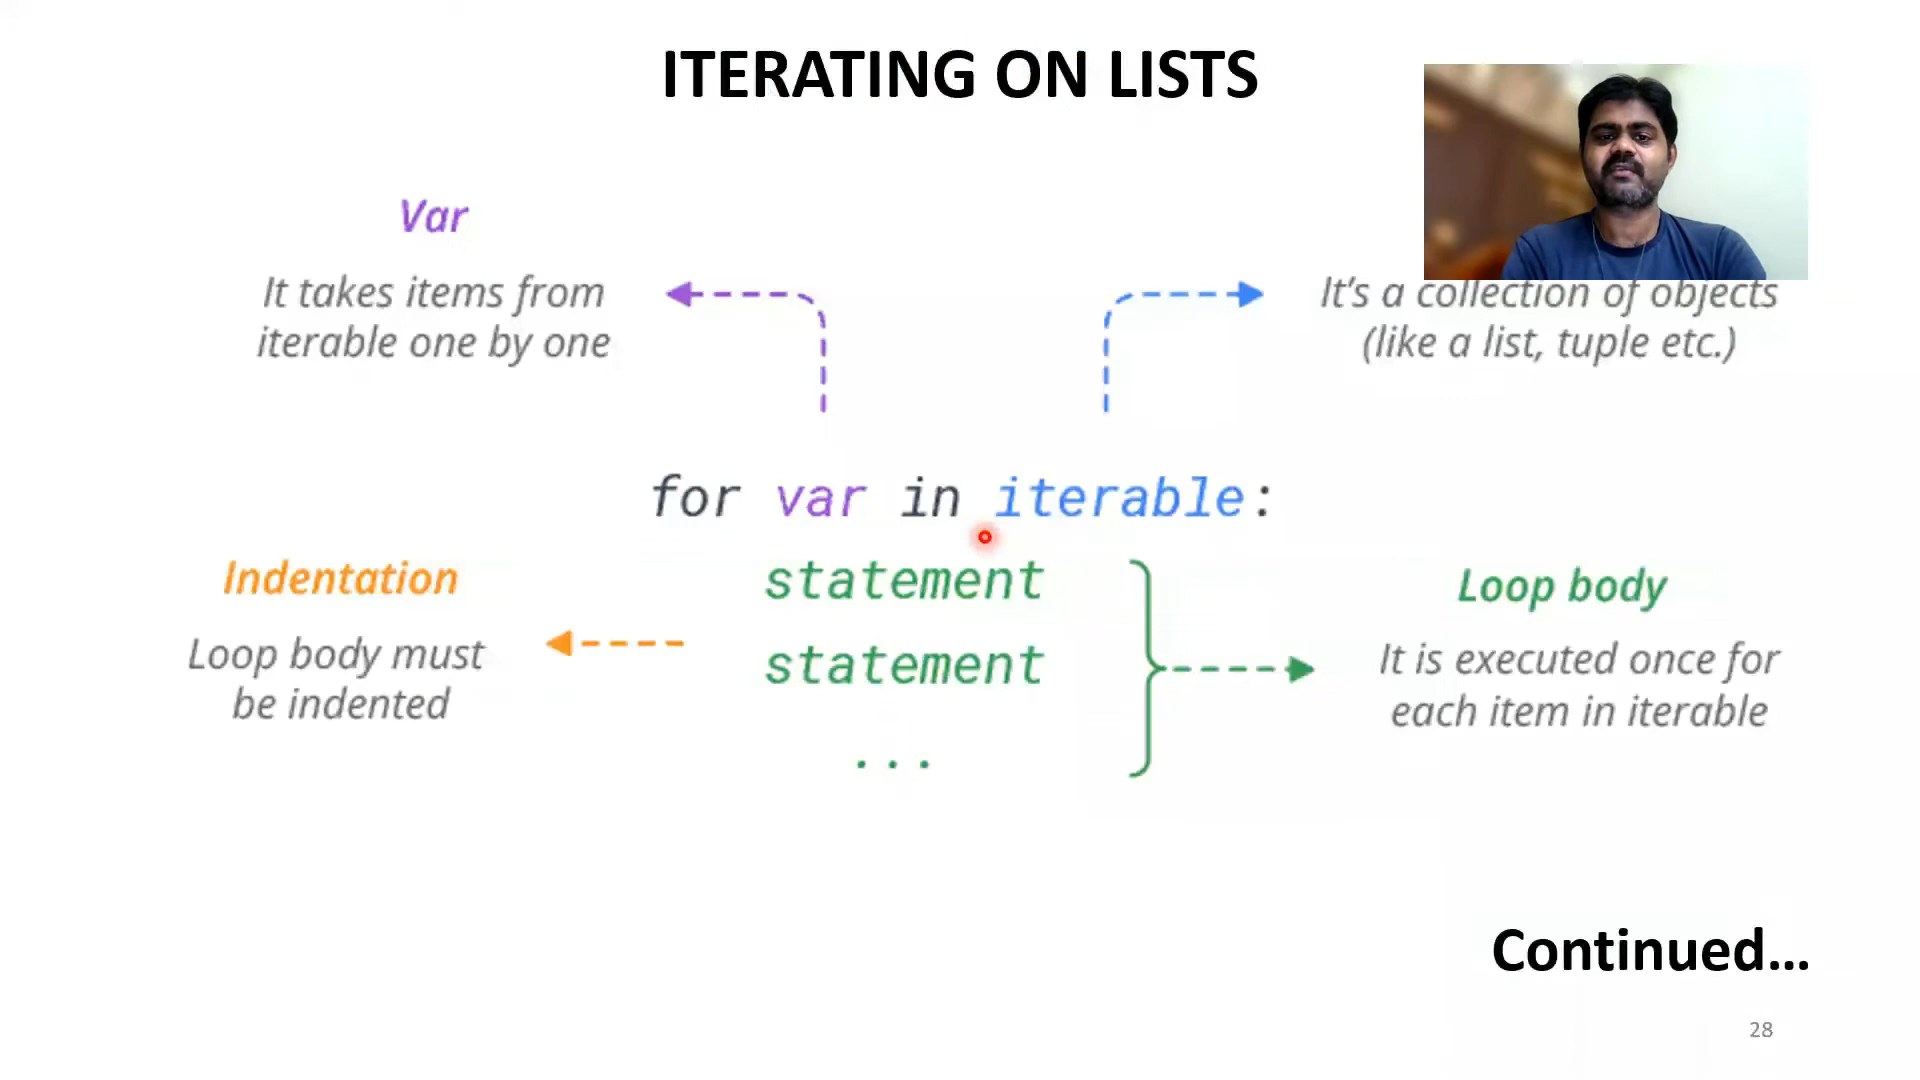 ITERATING ON LISTS
Var
It takes items from
iterable one by one
It's a collection of objects
(like a list, tuple etc.)
for var in iterable:
statement
statement
...
Indentation
Loop body must
be indented
Loop body
It is executed once for
each item in iterable
Continued...
28